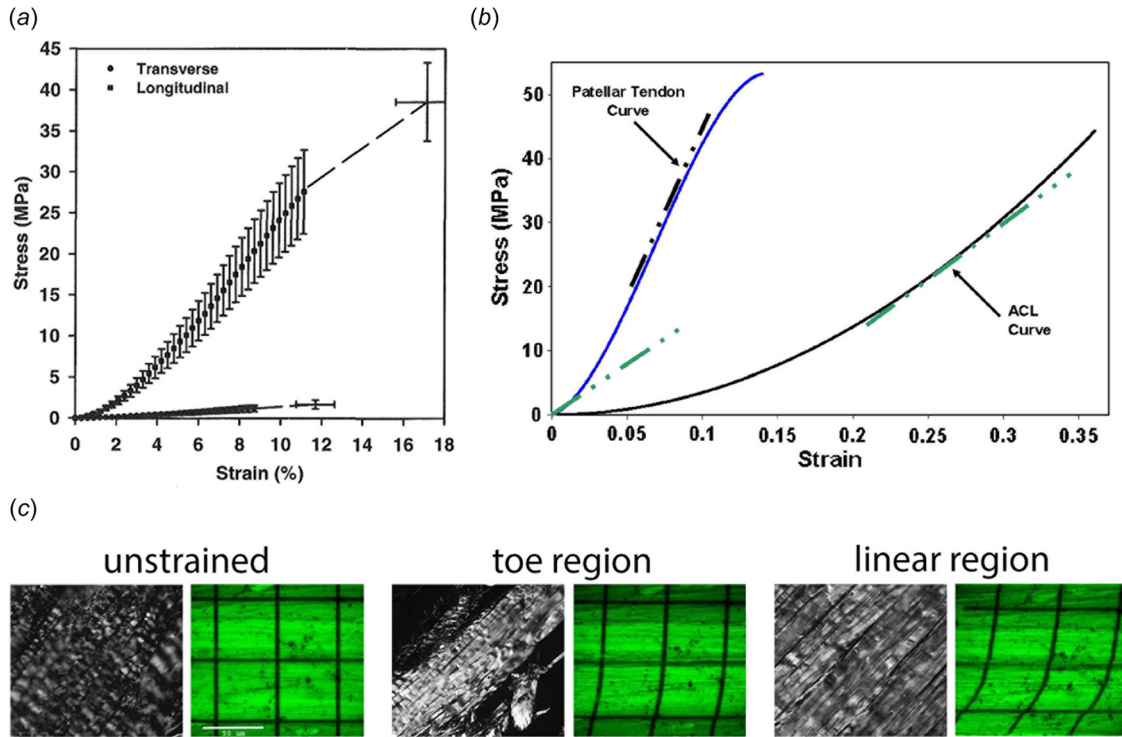 (a)
45
40
35
30
25
20
15
10
5
0
Stress (MPa)
Transverse
Longitudinal
0 2 4 6 8 10 12 14 16 18
Strain (%)
(b)
50
40
30
20
10
0
Stress (MPa)
Patellar Tendon
Curve
ACL
Curve
0 0.05 0.1 0.15 0.2 0.25 0.3 0.35
Strain
(c)
unstrained
toe region
linear region
50 um